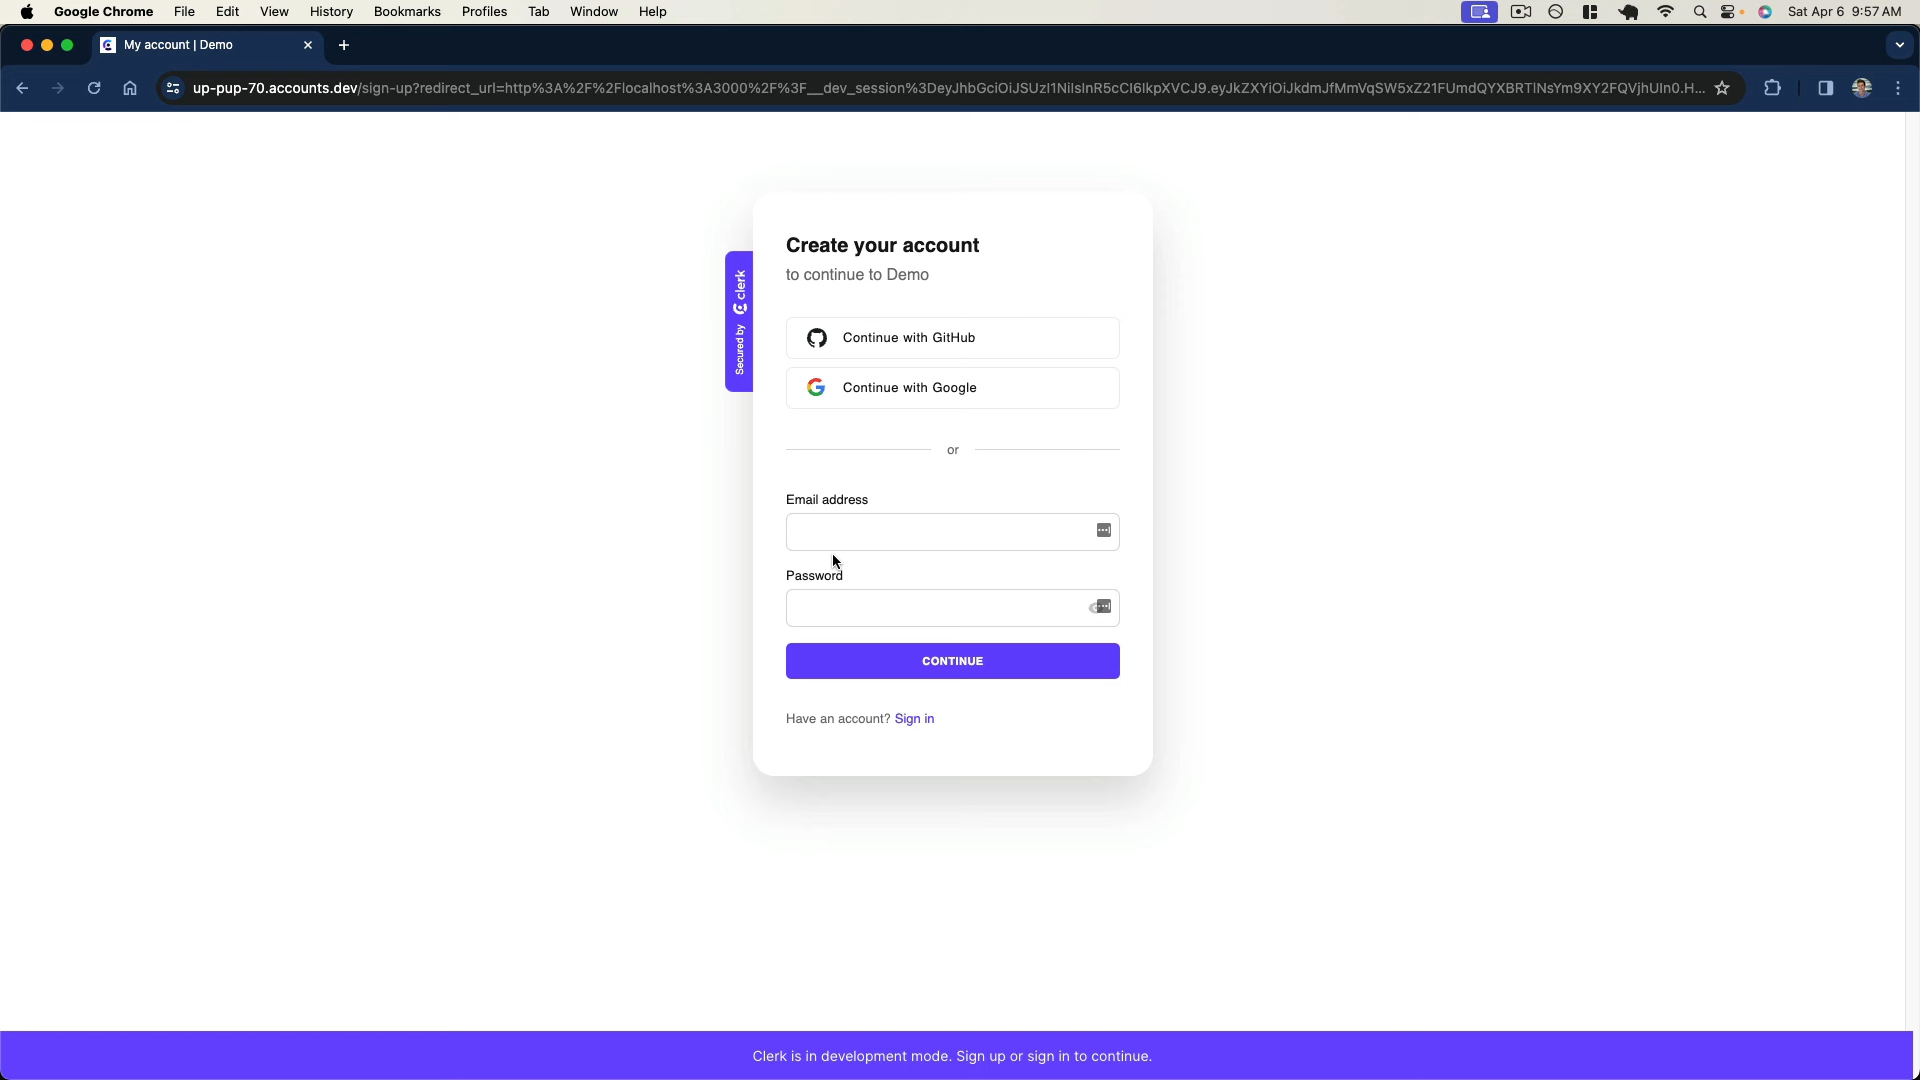 Google Chrome File Edit View History Bookmarks Profiles Tab Window Help Sat Apr 6 9:57 AM
My account | Demo
up-pup-70.accounts.dev/sign-up?redirect_url=http%3A%2F%2Flocalhost%3A3000%2F%3F__dev_session%3DeyJhbGciOiJSUzI1NiIsInR5cCI6IkpXVCJ9.eyJkZXYiOiJkdmJfMmVqSW5xZ21FUmdQYXBRTlNsYm9XY2FQVjhUIn0.H...
Create your account
to continue to Demo
Secured by clerk
Continue with GitHub
Continue with Google
or
Email address
Password
CONTINUE
Have an account? Sign in
Clerk is in development mode. Sign up or sign in to continue.